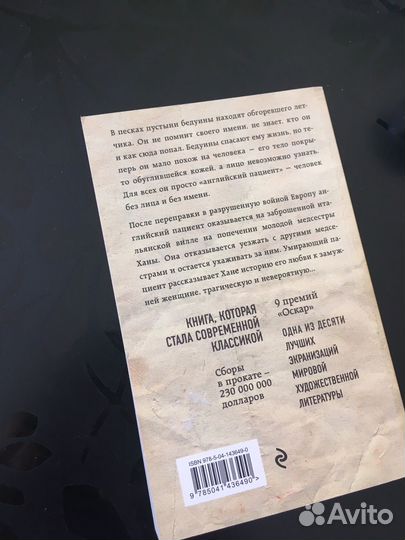 В песках пустыни бедуины находят обгоревшего лет-
чика. Он не помнит своего имени, не знает, кто он
и как сюда попал. Бедуины спасают ему жизнь, но те-
перь он мало похож на человека – его тело покры-
то обуглившейся кожей, а лицо невозможно узнать.
Для всех он просто «английский пациент» – человек
без лица и без имени.
После переправки в разрушенную войной Европу ан-
глийский пациент оказывается на заброшенной ита-
льянской вилле на попечении молодой медсестры
Ханы. Она отказывается уезжать с другими медсе-
страми и остается ухаживать за ним. Умирающий па-
циент рассказывает Хане историю его любви к замуж-
ней женщине, трагическую и невероятную...
КНИГА, КОТОРАЯ
СТАЛА СОВРЕМЕННОЙ
КЛАССИКОЙ
Сборы
в прокате –
230 000 000
долларов
9 премий
«Оскар»
ОДНА ИЗ ДЕСЯТИ
ЛУЧШИХ
ЭКРАНИЗАЦИЙ
МИРОВОЙ
ХУДОЖЕСТВЕННОЙ
ЛИТЕРАТУРЫ
ISBN 978-5-04-143649-0
9 785041 436490 >
Avito